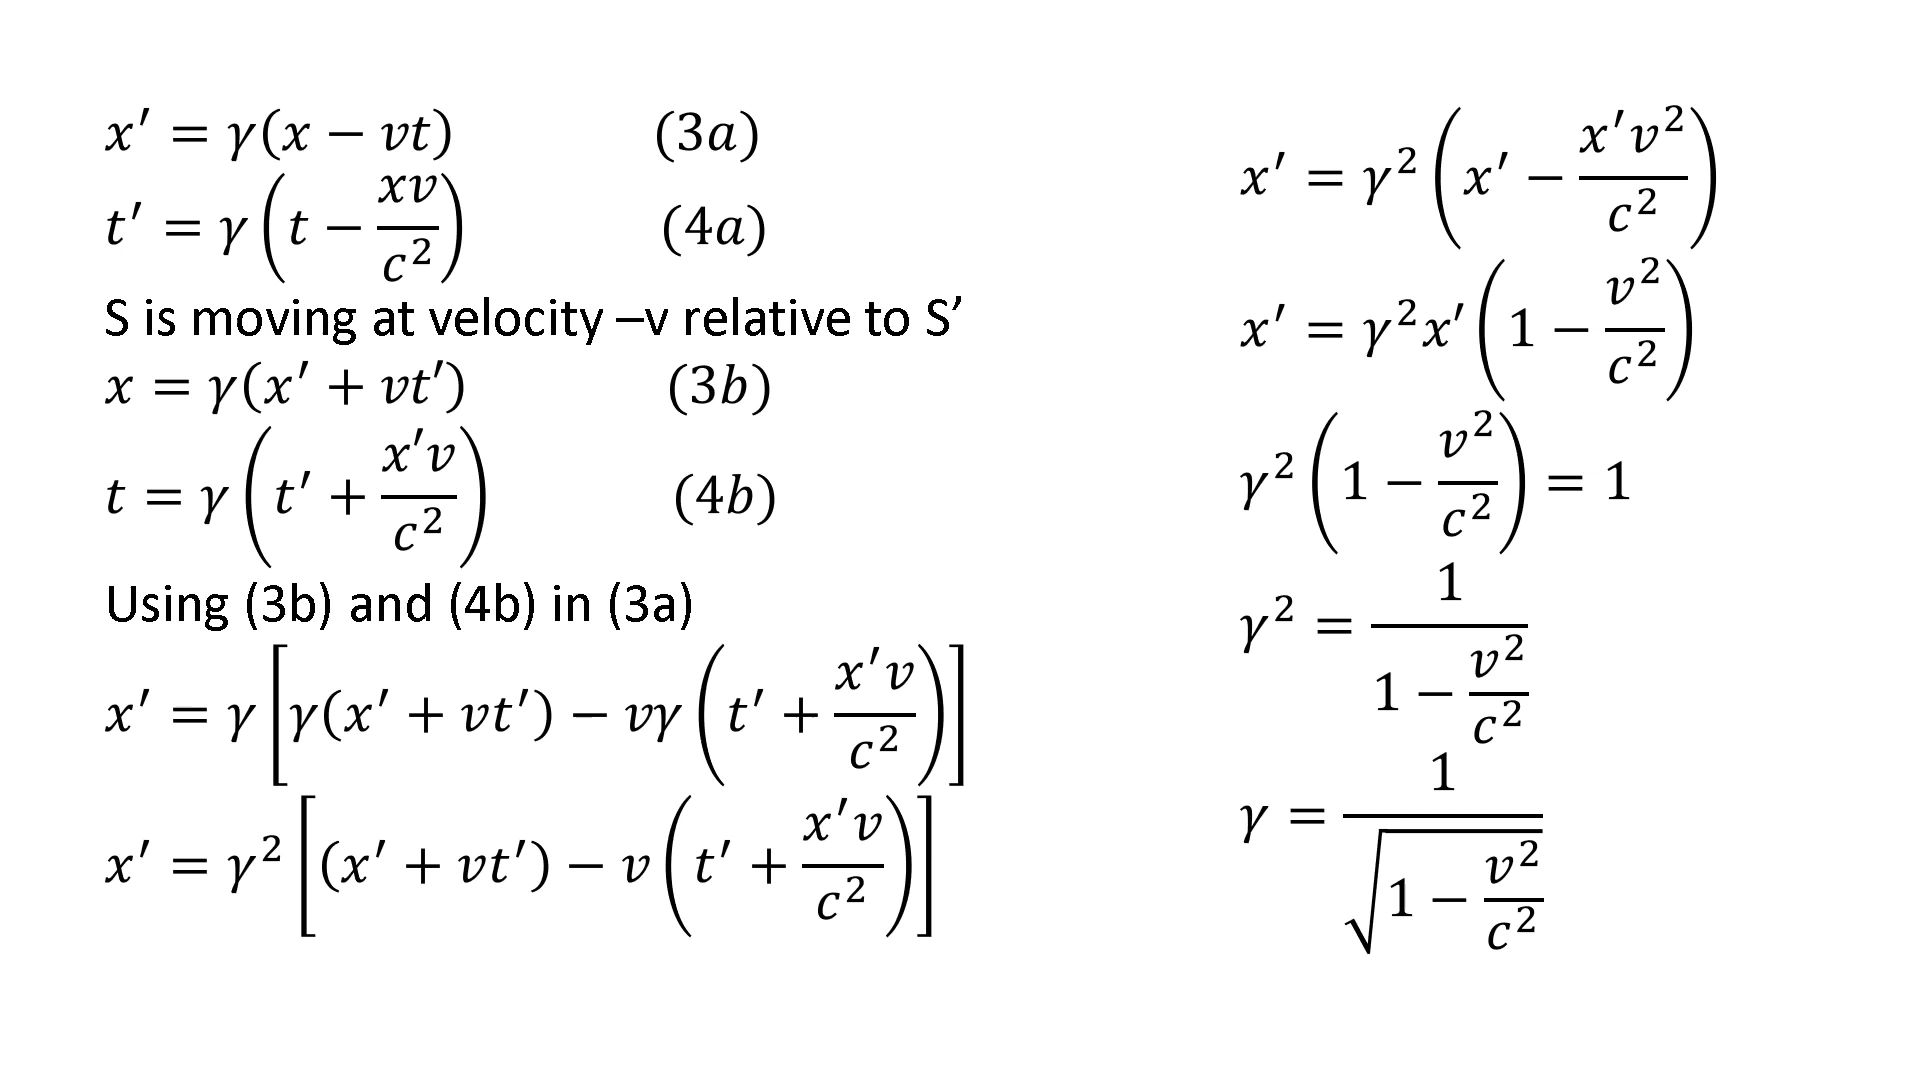 x′ = γ(x − vt) (3a)
t′ = γ(t − xv/c²) (4a)
S is moving at velocity –v relative to S’
x = γ(x′ + vt′) (3b)
t = γ(t′ + x′v/c²) (4b)
Using (3b) and (4b) in (3a)
x′ = γ[γ(x′ + vt′) − vγ(t′ + x′v/c²)]
x′ = γ²[(x′ + vt′) − v(t′ + x′v/c²)]
x′ = γ²(x′ − x′v²/c²)
x′ = γ²x′(1 − v²/c²)
γ²(1 − v²/c²) = 1
γ² = 1/(1 − v²/c²)
γ = 1/√(1 − v²/c²)